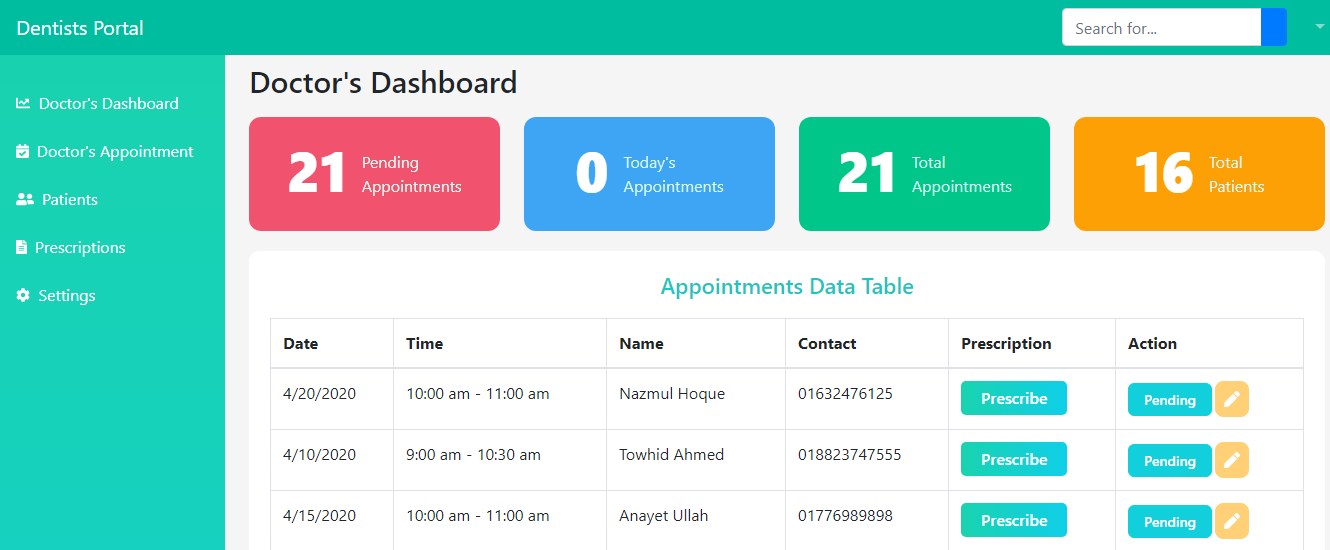 Dentists Portal
Search for...
Doctor's Dashboard
Doctor's Appointment
Patients
Prescriptions
Settings
Doctor's Dashboard
21 Pending Appointments
0 Today's Appointments
21 Total Appointments
16 Total Patients
Appointments Data Table
Date Time Name Contact Prescription Action
4/20/2020 10:00 am - 11:00 am Nazmul Hoque 01632476125 Prescribe Pending
4/10/2020 9:00 am - 10:30 am Towhid Ahmed 018823747555 Prescribe Pending
4/15/2020 10:00 am - 11:00 am Anayet Ullah 01776989898 Prescribe Pending